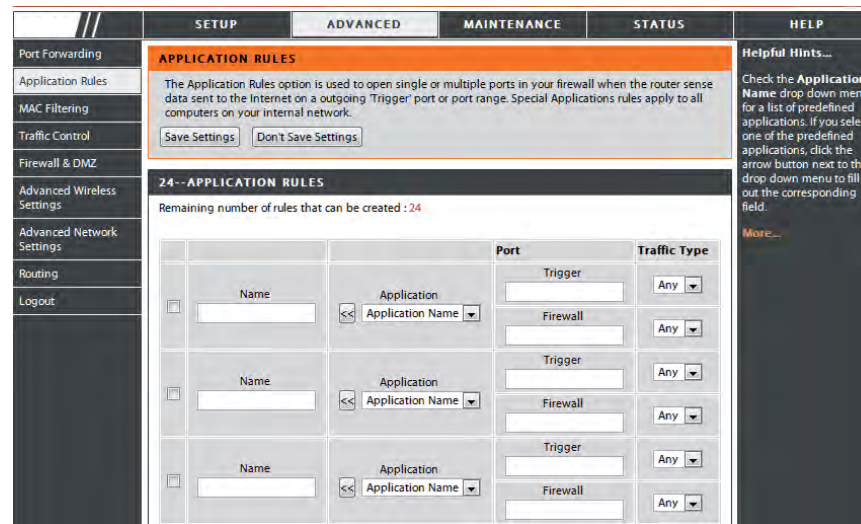 SETUP
ADVANCED
MAINTENANCE
STATUS
HELP
Port Forwarding
Application Rules
MAC Filtering
Traffic Control
Firewall & DMZ
Advanced Wireless
Settings
Advanced Network
Settings
Routing
Logout
APPLICATION RULES
The Application Rules option is used to open single or multiple ports in your firewall when the router sense
data sent to the Internet on a outgoing 'Trigger' port or port range. Special Applications rules apply to all
computers on your internal network.
Save Settings
Don't Save Settings
24--APPLICATION RULES
Remaining number of rules that can be created : 24
Port
Traffic Type
Name
Application
<<
Application Name
Trigger
Any
Firewall
Any
Name
Application
<<
Application Name
Trigger
Any
Firewall
Any
Name
Application
<<
Application Name
Trigger
Any
Firewall
Any
Helpful Hints...
Check the Application
Name drop down men
for a list of predefined
applications. If you sele
one of the predefined
applications, click the
arrow button next to th
drop down menu to fill
out the corresponding
field.
More...